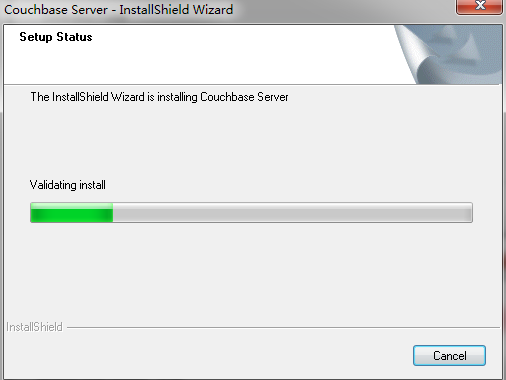 Couchbase Server - InstallShield Wizard
Setup Status
The InstallShield Wizard is installing Couchbase Server
Validating install
InstallShield
Cancel